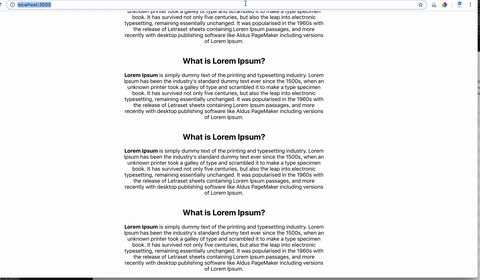 localhost:3000
unknown printer took a galley of type and scrambled it to make a type specimen
book. It has survived not only five centuries, but also the leap into electronic
typesetting, remaining essentially unchanged. It was popularised in the 1960s with
the release of Letraset sheets containing Lorem Ipsum passages, and more
recently with desktop publishing software like Aldus PageMaker including versions
of Lorem Ipsum.
What is Lorem Ipsum?
Lorem Ipsum is simply dummy text of the printing and typesetting industry. Lorem
Ipsum has been the industry's standard dummy text ever since the 1500s, when an
unknown printer took a galley of type and scrambled it to make a type specimen
book. It has survived not only five centuries, but also the leap into electronic
typesetting, remaining essentially unchanged. It was popularised in the 1960s with
the release of Letraset sheets containing Lorem Ipsum passages, and more
recently with desktop publishing software like Aldus PageMaker including versions
of Lorem Ipsum.
What is Lorem Ipsum?
Lorem Ipsum is simply dummy text of the printing and typesetting industry. Lorem
Ipsum has been the industry's standard dummy text ever since the 1500s, when an
unknown printer took a galley of type and scrambled it to make a type specimen
book. It has survived not only five centuries, but also the leap into electronic
typesetting, remaining essentially unchanged. It was popularised in the 1960s with
the release of Letraset sheets containing Lorem Ipsum passages, and more
recently with desktop publishing software like Aldus PageMaker including versions
of Lorem Ipsum.
What is Lorem Ipsum?
Lorem Ipsum is simply dummy text of the printing and typesetting industry. Lorem
Ipsum has been the industry's standard dummy text ever since the 1500s, when an
unknown printer took a galley of type and scrambled it to make a type specimen
book. It has survived not only five centuries, but also the leap into electronic
typesetting, remaining essentially unchanged. It was popularised in the 1960s with
the release of Letraset sheets containing Lorem Ipsum passages, and more
recently with desktop publishing software like Aldus PageMaker including versions
of Lorem Ipsum.